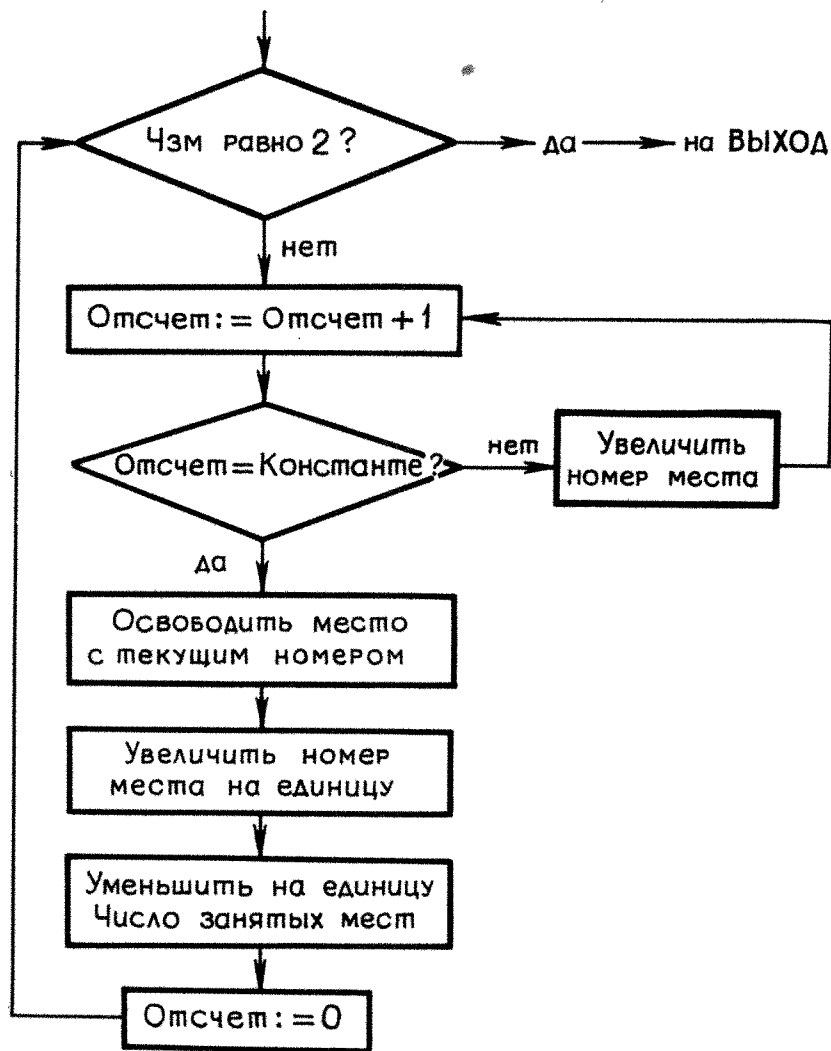 Чзм равно 2 ?
да
на ВЫХОД
нет
Отсчет := Отсчет + 1
Отсчет = Константе ?
нет
Увеличить
номер места
да
Освободить место
с текущим номером
Увеличить номер
места на единицу
Уменьшить на единицу
Число занятых мест
Отсчет := 0